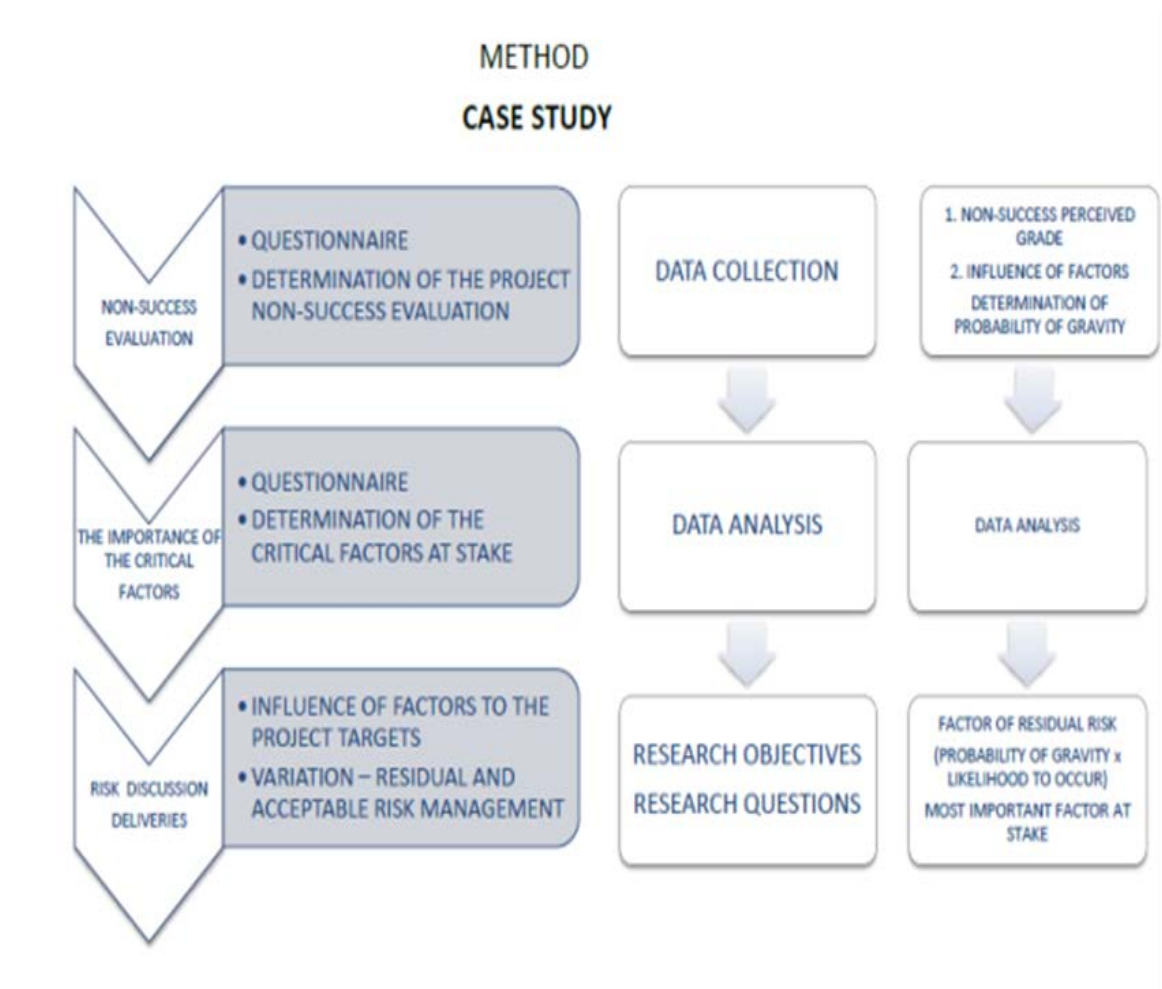 METHOD
CASE STUDY
NON-SUCCESS
EVALUATION
• QUESTIONNAIRE
• DETERMINATION OF THE PROJECT
NON-SUCCESS EVALUATION
DATA COLLECTION
1. NON-SUCCESS PERCEIVED
GRADE
2. INFLUENCE OF FACTORS
DETERMINATION OF
PROBABILITY OF GRAVITY
THE IMPORTANCE OF
THE CRITICAL
FACTORS
• QUESTIONNAIRE
• DETERMINATION OF THE
CRITICAL FACTORS AT STAKE
DATA ANALYSIS
DATA ANALYSIS
RISK DISCUSSION
DELIVERIES
• INFLUENCE OF FACTORS TO THE
PROJECT TARGETS
• VARIATION – RESIDUAL AND
ACCEPTABLE RISK MANAGEMENT
RESEARCH OBJECTIVES
RESEARCH QUESTIONS
FACTOR OF RESIDUAL RISK
(PROBABILITY OF GRAVITY x
LIKELIHOOD TO OCCUR)
MOST IMPORTANT FACTOR AT
STAKE